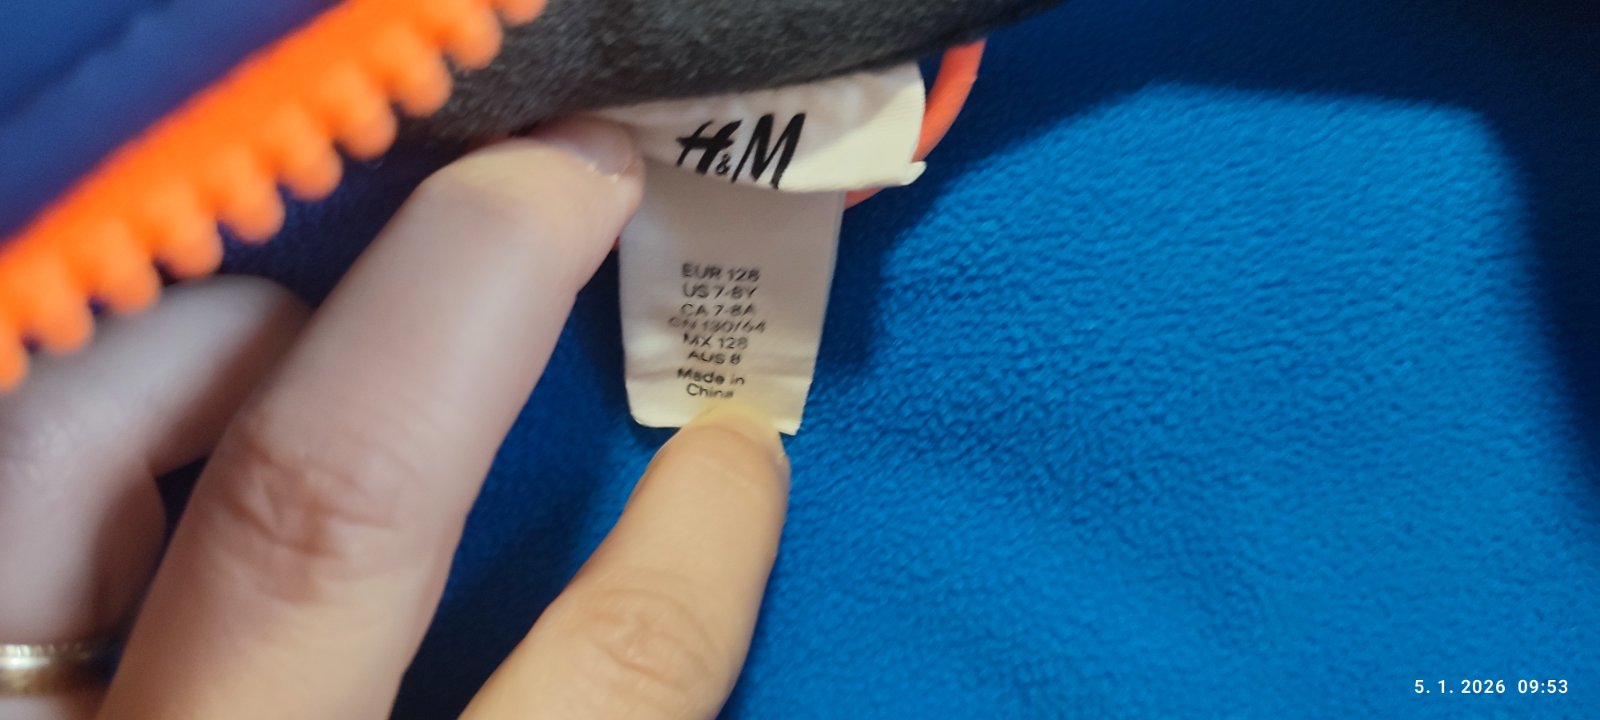 H&M
EUR 128
US 7-8Y
CA 7-8A
CN 130/64
MX 128
AUS 8
Made in
China
5. 1. 2026 09:53